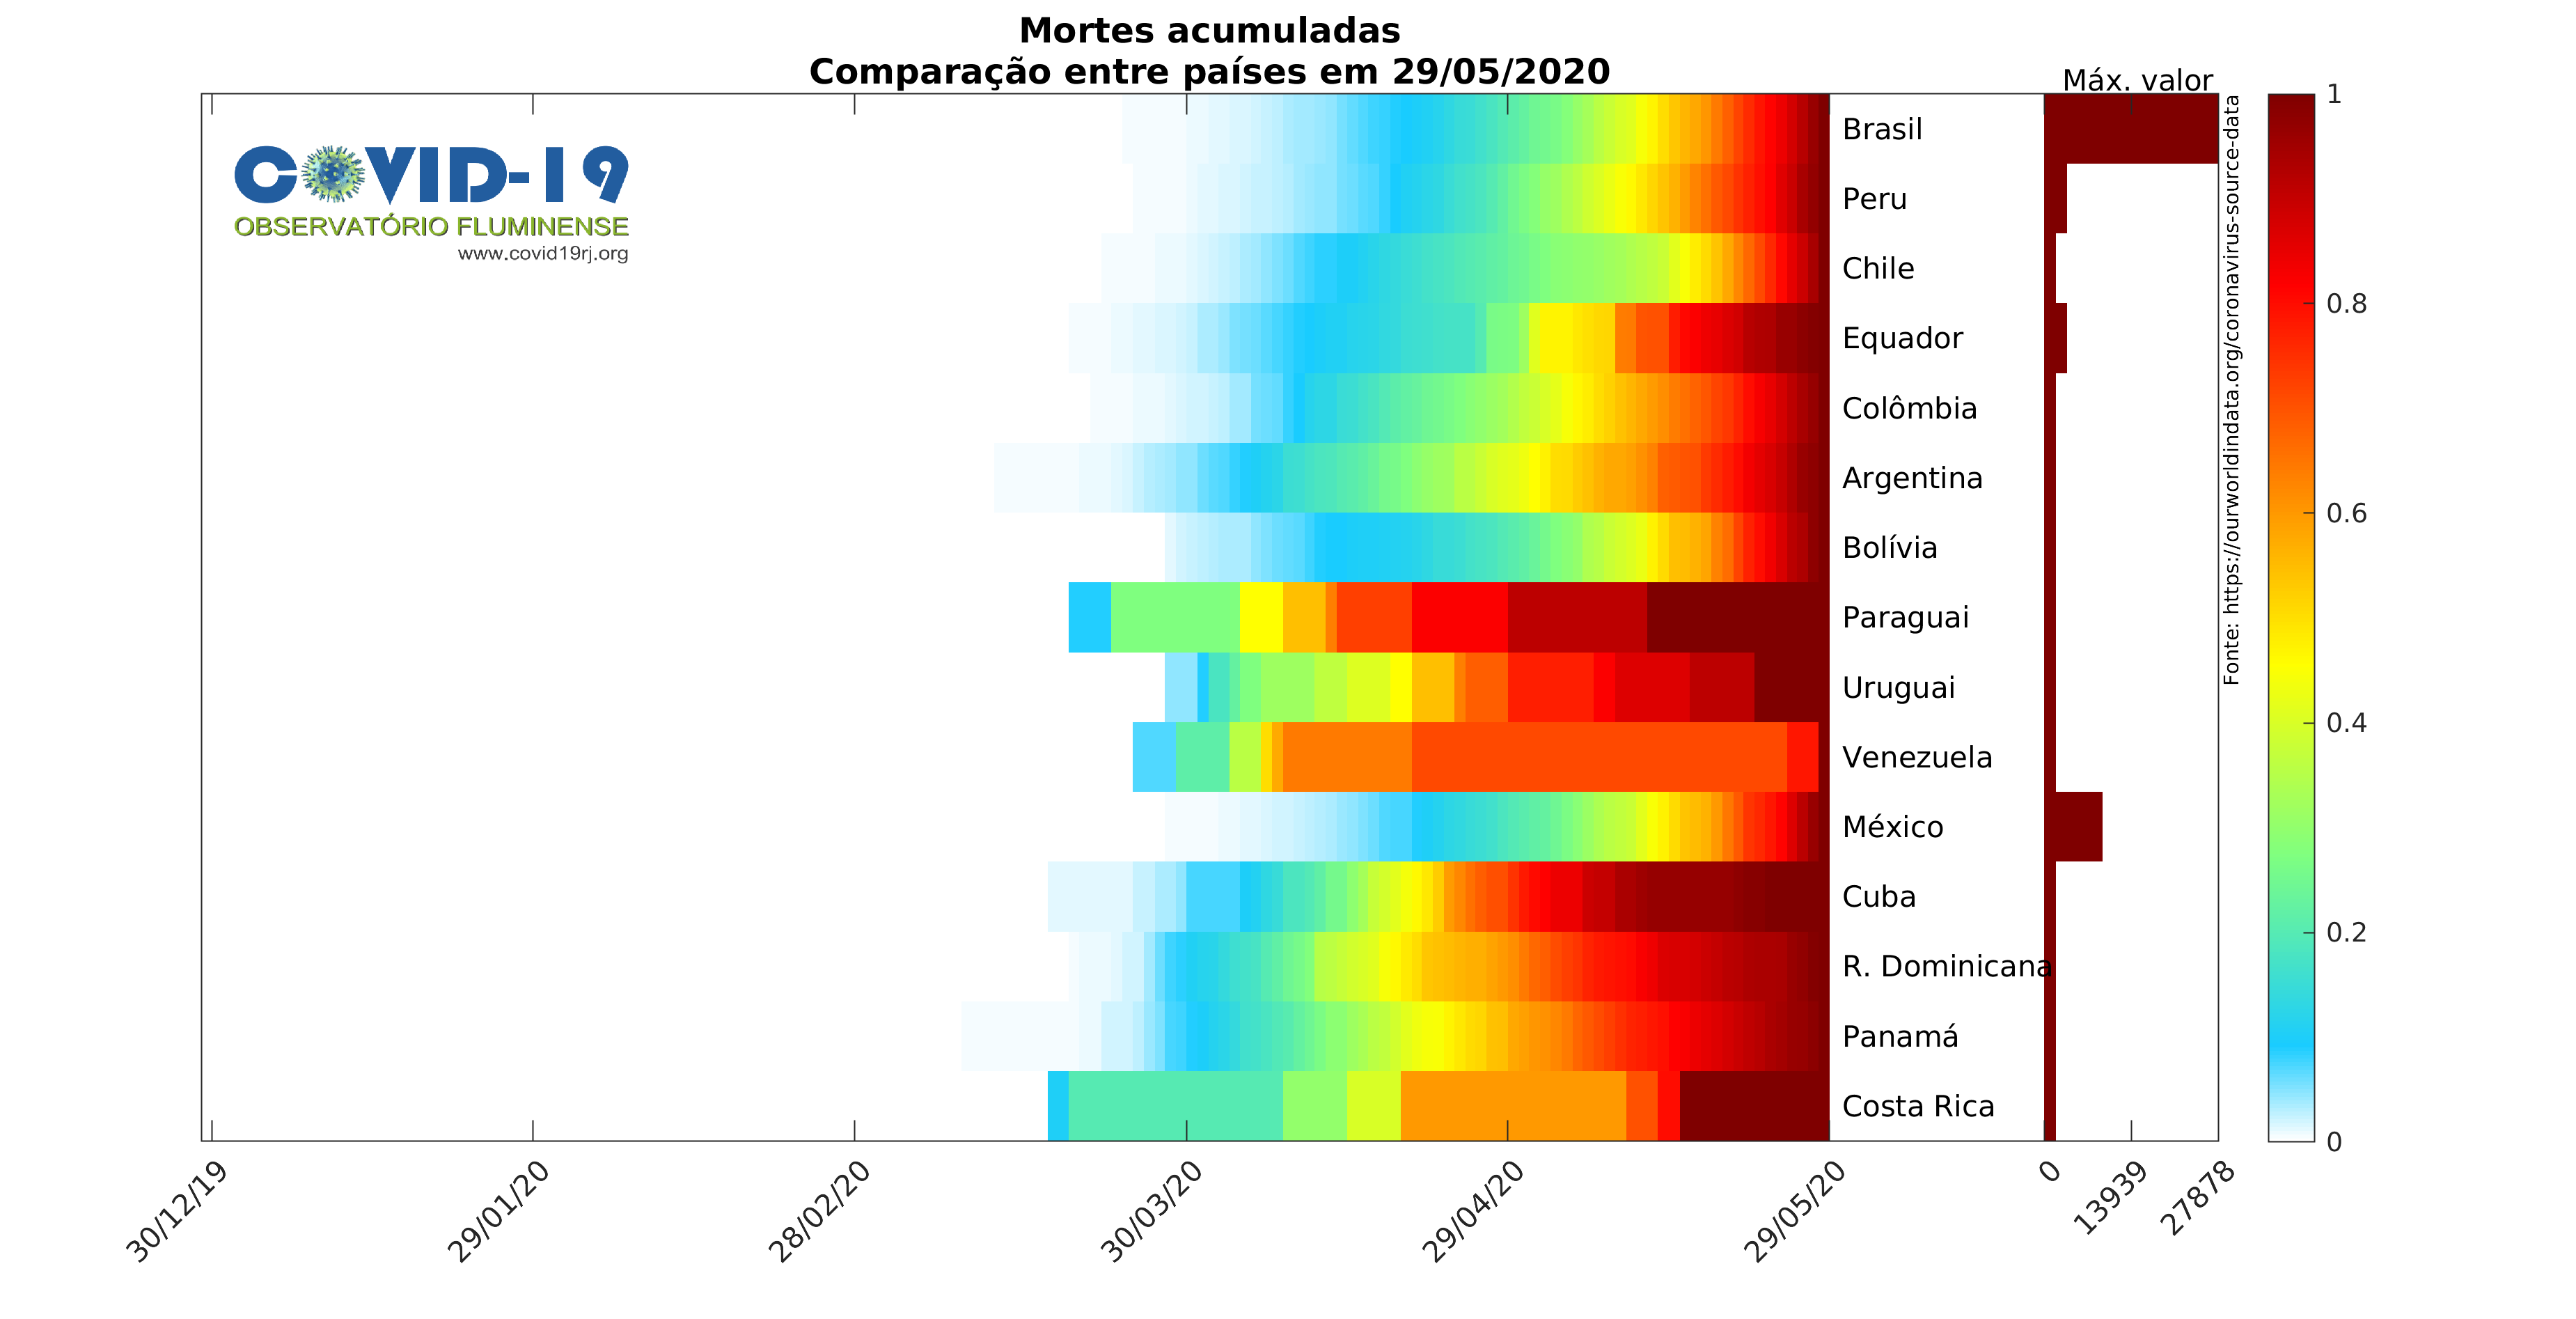 Mortes acumuladas
Comparação entre países em 29/05/2020
Máx. valor
COVID-19
OBSERVATÓRIO FLUMINENSE
www.covid19rj.org
Brasil
Peru
Chile
Equador
Colômbia
Argentina
Bolívia
Paraguai
Uruguai
Venezuela
México
Cuba
R. Dominicana
Panamá
Costa Rica
Fonte: https://ourworldindata.org/coronavirus-source-data
1
0.8
0.6
0.4
0.2
0
30/12/19
29/01/20
28/02/20
30/03/20
29/04/20
29/05/20
0
13939
27878